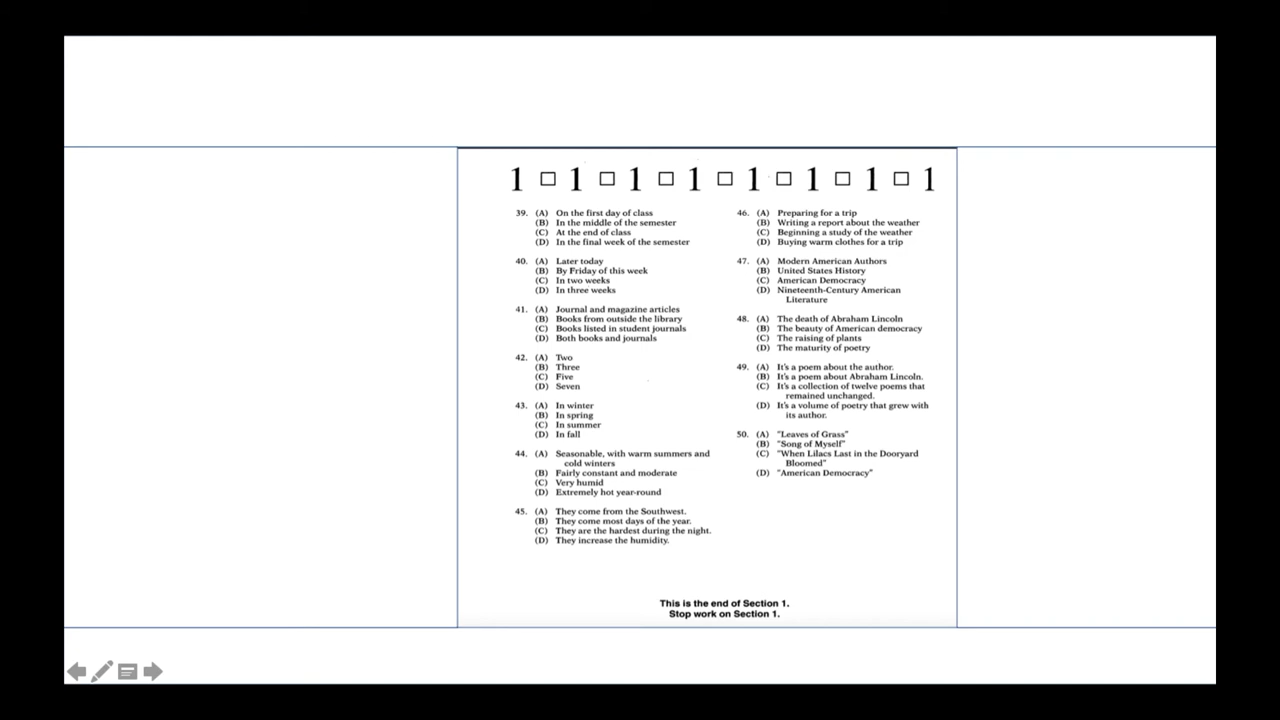 1 □ 1 □ 1 □ 1 □ 1 □ 1 □ 1 □ 1
39. (A) On the first day of class
(B) In the middle of the semester
(C) At the end of class
(D) In the final week of the semester
40. (A) Later today
(B) By Friday of this week
(C) In two weeks
(D) In three weeks
41. (A) Journal and magazine articles
(B) Books from outside the library
(C) Books listed in student journals
(D) Both books and journals
42. (A) Two
(B) Three
(C) Five
(D) Seven
43. (A) In winter
(B) In spring
(C) In summer
(D) In fall
44. (A) Seasonable, with warm summers and
cold winters
(B) Fairly constant and moderate
(C) Very humid
(D) Extremely hot year-round
45. (A) They come from the Southwest.
(B) They come most days of the year.
(C) They are the hardest during the night.
(D) They increase the humidity.
46. (A) Preparing for a trip
(B) Writing a report about the weather
(C) Beginning a study of the weather
(D) Buying warm clothes for a trip
47. (A) Modern American Authors
(B) United States History
(C) American Democracy
(D) Nineteenth-Century American
Literature
48. (A) The death of Abraham Lincoln
(B) The beauty of American democracy
(C) The raising of plants
(D) The maturity of poetry
49. (A) It's a poem about the author.
(B) It's a poem about Abraham Lincoln.
(C) It's a collection of twelve poems that
remained unchanged.
(D) It's a volume of poetry that grew with
its author.
50. (A) "Leaves of Grass"
(B) "Song of Myself"
(C) "When Lilacs Last in the Dooryard
Bloomed"
(D) "American Democracy"
This is the end of Section 1.
Stop work on Section 1.